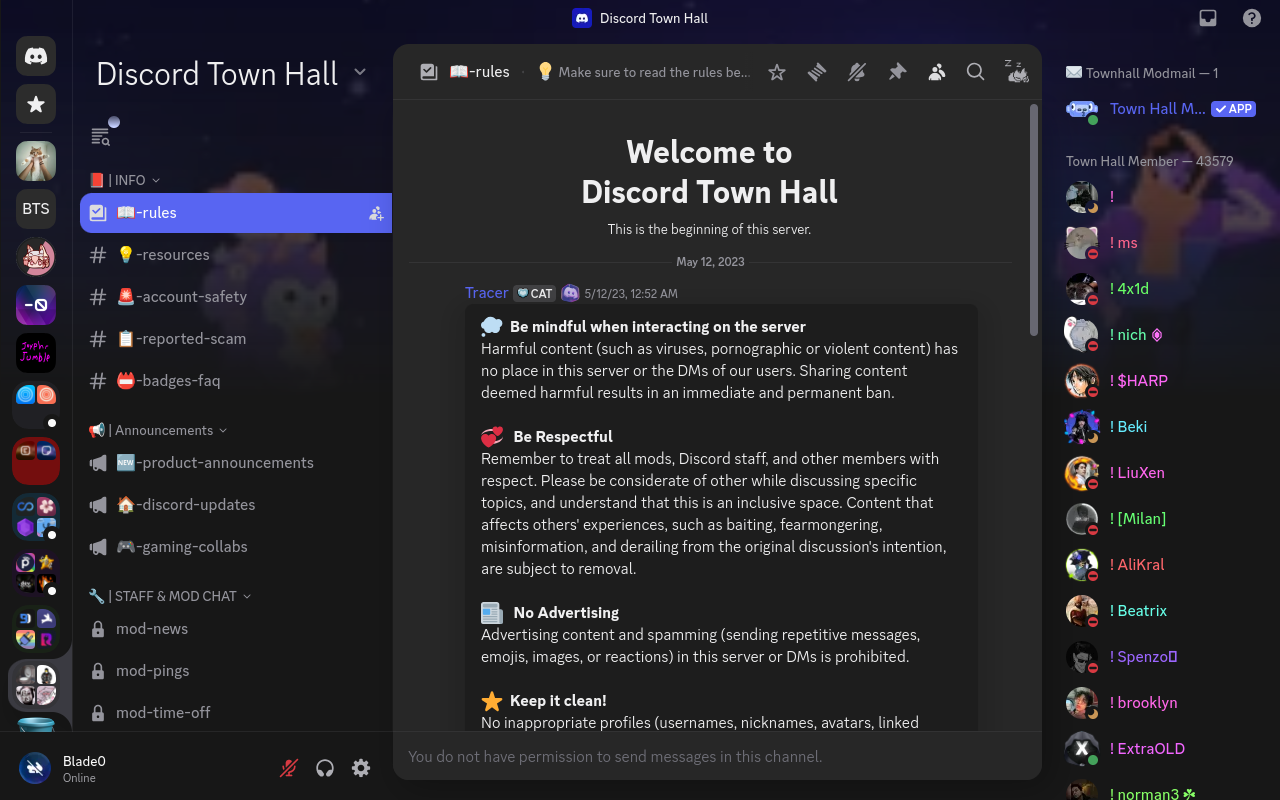 Discord Town Hall
Discord Town Hall
BTS
| INFO
📖-rules
💡-resources
🚨-account-safety
📋-reported-scam
📛-badges-faq
| Announcements
🆕-product-announcements
🏠-discord-updates
🎮-gaming-collabs
| STAFF & MOD CHAT
mod-news
mod-pings
mod-time-off
Blade0
Online
📖-rules
💡 Make sure to read the rules be...
Welcome to
Discord Town Hall
This is the beginning of this server.
May 12, 2023
Tracer CAT 5/12/23, 12:52 AM
Be mindful when interacting on the server
Harmful content (such as viruses, pornographic or violent content) has
no place in this server or the DMs of our users. Sharing content
deemed harmful results in an immediate and permanent ban.
Be Respectful
Remember to treat all mods, Discord staff, and other members with
respect. Please be considerate of other while discussing specific
topics, and understand that this is an inclusive space. Content that
affects others' experiences, such as baiting, fearmongering,
misinformation, and derailing from the original discussion's intention,
are subject to removal.
No Advertising
Advertising content and spamming (sending repetitive messages,
emojis, images, or reactions) in this server or DMs is prohibited.
Keep it clean!
No inappropriate profiles (usernames, nicknames, avatars, linked
You do not have permission to send messages in this channel.
Townhall Modmail — 1
Town Hall M... APP
Town Hall Member — 43579
!
! ms
! 4x1d
! nich
! $HARP
! Beki
! LiuXen
! [Milan]
! AliKral
! Beatrix
! Spenzo
! brooklyn
! ExtraOLD
! norman3 ☘